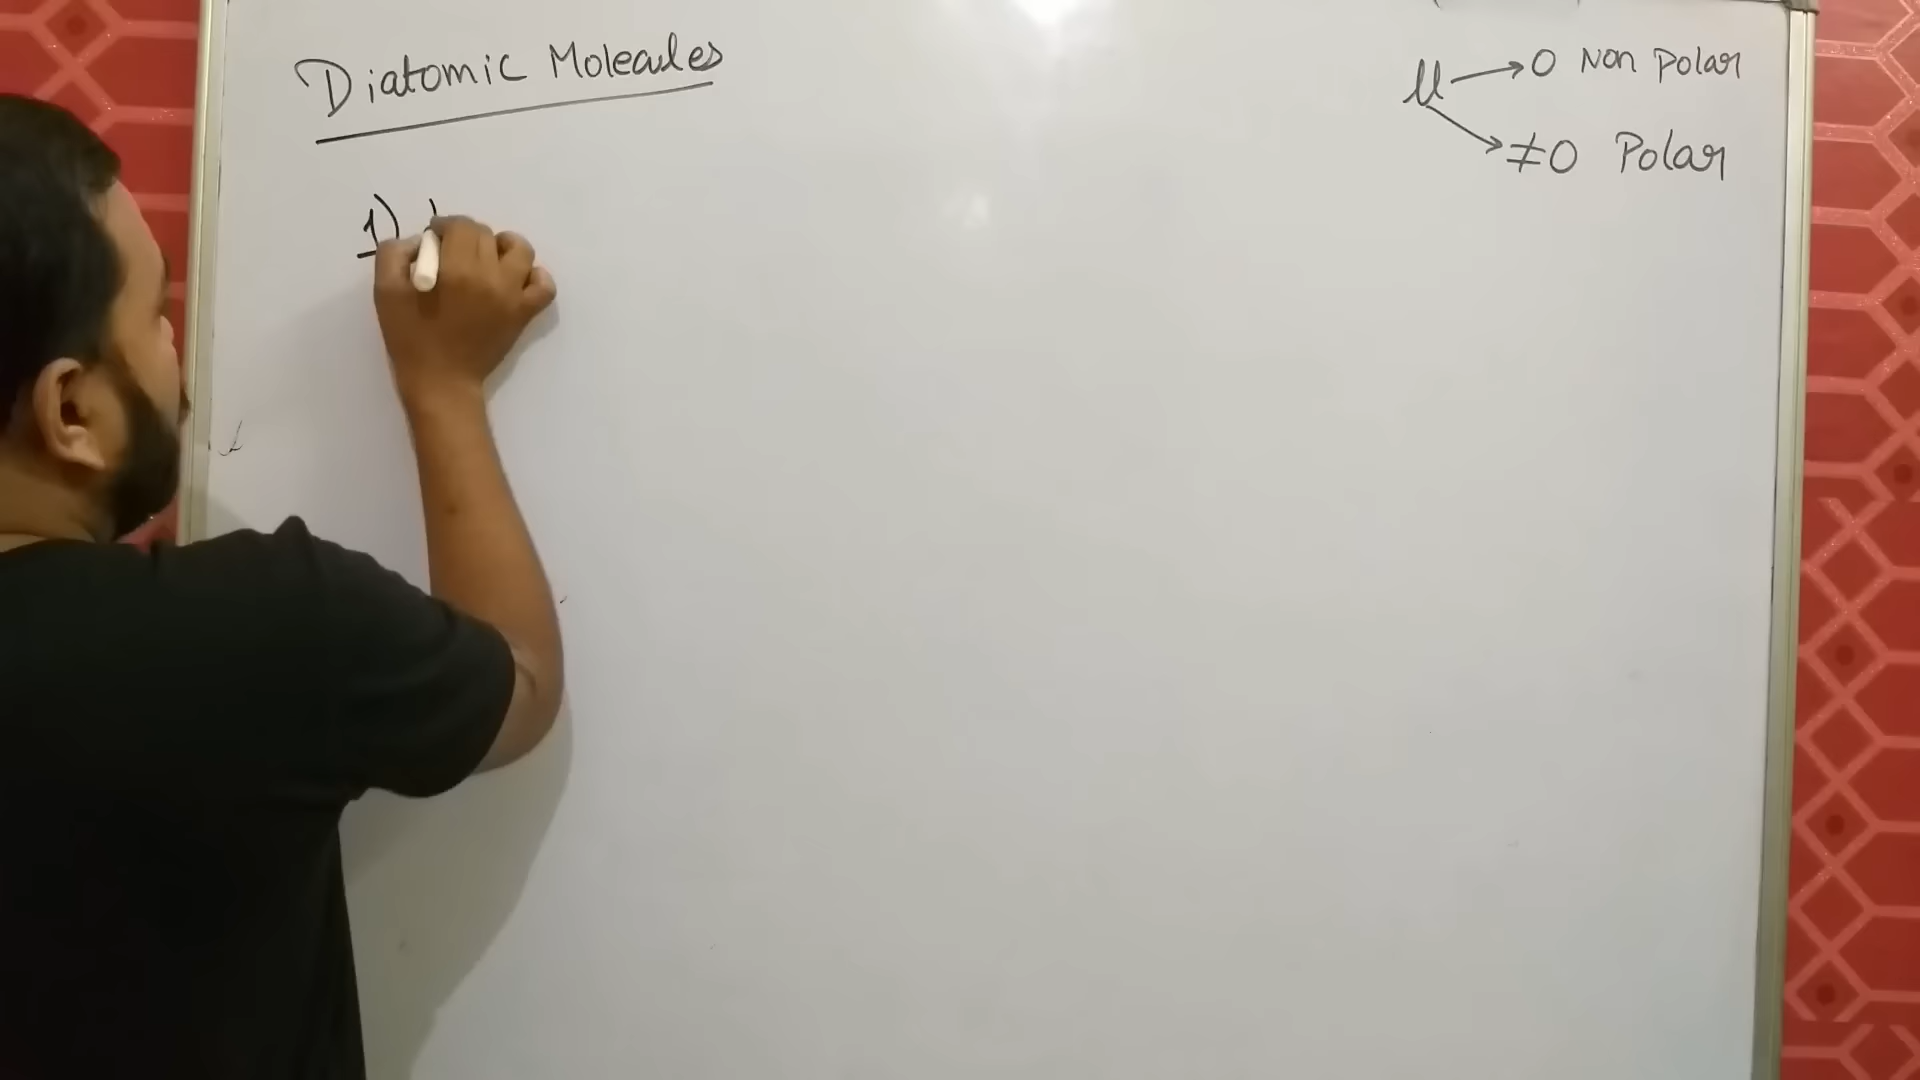 Diatomic Molecules
μ → 0 Non Polar
→ ≠0 Polar
1)